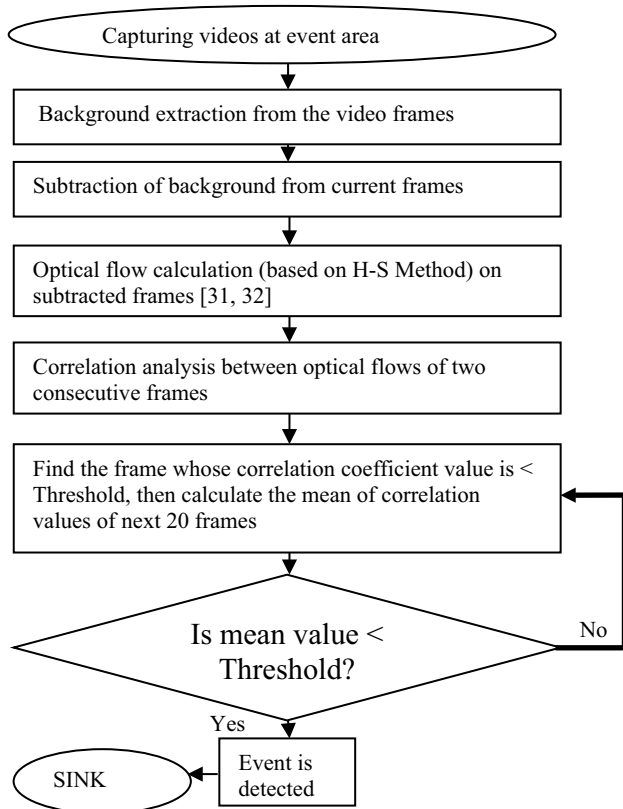 Capturing videos at event area
Background extraction from the video frames
Subtraction of background from current frames
Optical flow calculation (based on H-S Method) on
subtracted frames [31, 32]
Correlation analysis between optical flows of two
consecutive frames
Find the frame whose correlation coefficient value is <
Threshold, then calculate the mean of correlation
values of next 20 frames
Is mean value <
Threshold?
No
Yes
Event is
detected
SINK